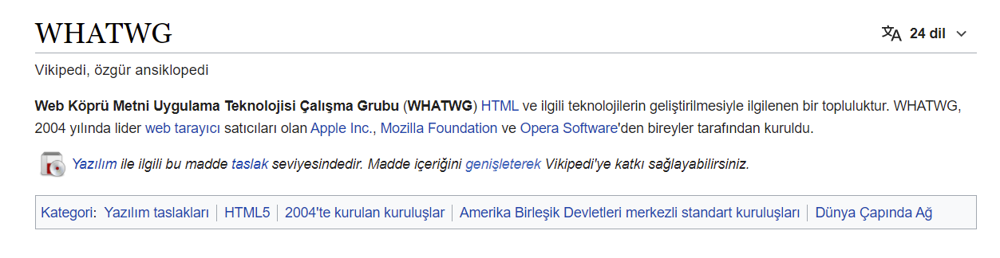 WHATWG
24 dil
Vikipedi, özgür ansiklopedi
Web Köprü Metni Uygulama Teknolojisi Çalışma Grubu (WHATWG) HTML ve ilgili teknolojilerin geliştirilmesiyle ilgilenen bir topluluktur. WHATWG,
2004 yılında lider web tarayıcı satıcıları olan Apple Inc., Mozilla Foundation ve Opera Software'den bireyler tarafından kuruldu.
Yazılım ile ilgili bu madde taslak seviyesindedir. Madde içeriğini genişleterek Vikipedi'ye katkı sağlayabilirsiniz.
Kategori: Yazılım taslakları | HTML5 | 2004'te kurulan kuruluşlar | Amerika Birleşik Devletleri merkezli standart kuruluşları | Dünya Çapında Ağ